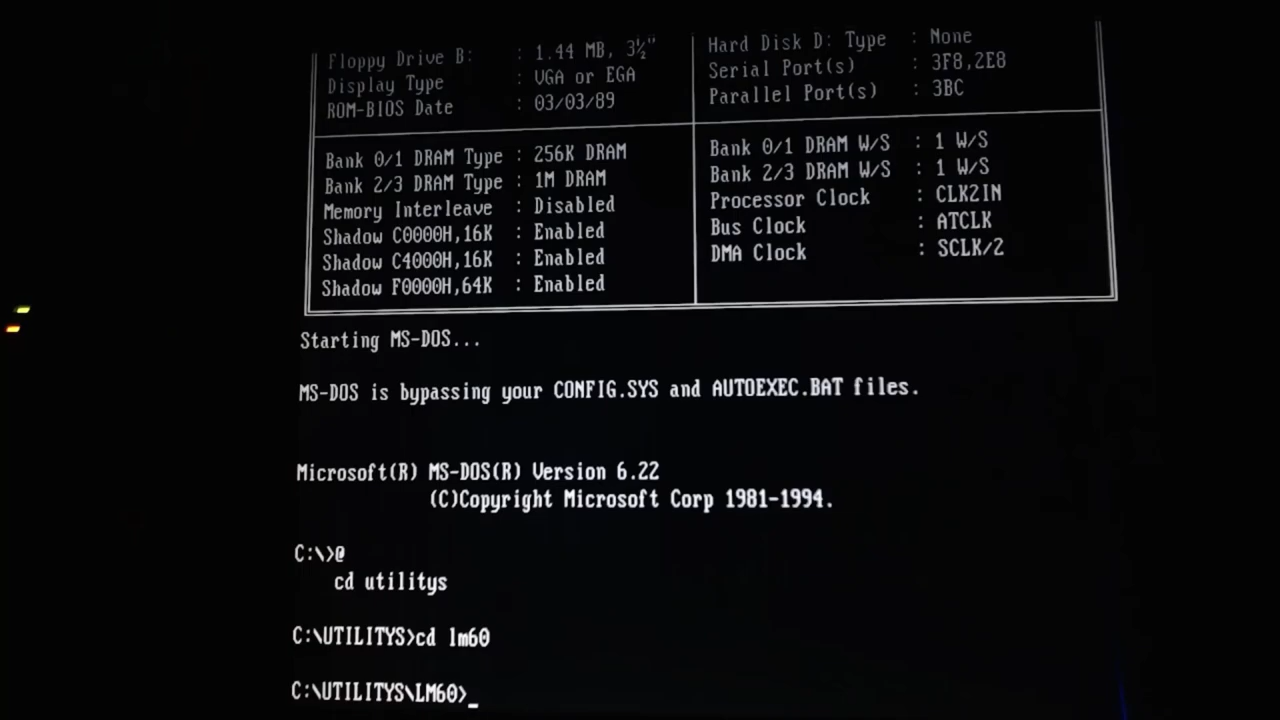 Floppy Drive B: : 1.44 MB, 3½" Hard Disk D: Type : None
Display Type : VGA or EGA Serial Port(s) : 3F8,2E8
ROM-BIOS Date : 03/03/89 Parallel Port(s) : 3BC
Bank 0/1 DRAM Type : 256K DRAM Bank 0/1 DRAM W/S : 1 W/S
Bank 2/3 DRAM Type : 1M DRAM Bank 2/3 DRAM W/S : 1 W/S
Memory Interleave : Disabled Processor Clock : CLK2IN
Shadow C0000H,16K : Enabled Bus Clock : ATCLK
Shadow C4000H,16K : Enabled DMA Clock : SCLK/2
Shadow F0000H,64K : Enabled
Starting MS-DOS...
MS-DOS is bypassing your CONFIG.SYS and AUTOEXEC.BAT files.
Microsoft(R) MS-DOS(R) Version 6.22
(C)Copyright Microsoft Corp 1981-1994.
C:\>@
cd utilitys
C:\UTILITYS>cd lm60
C:\UTILITYS\LM60>_